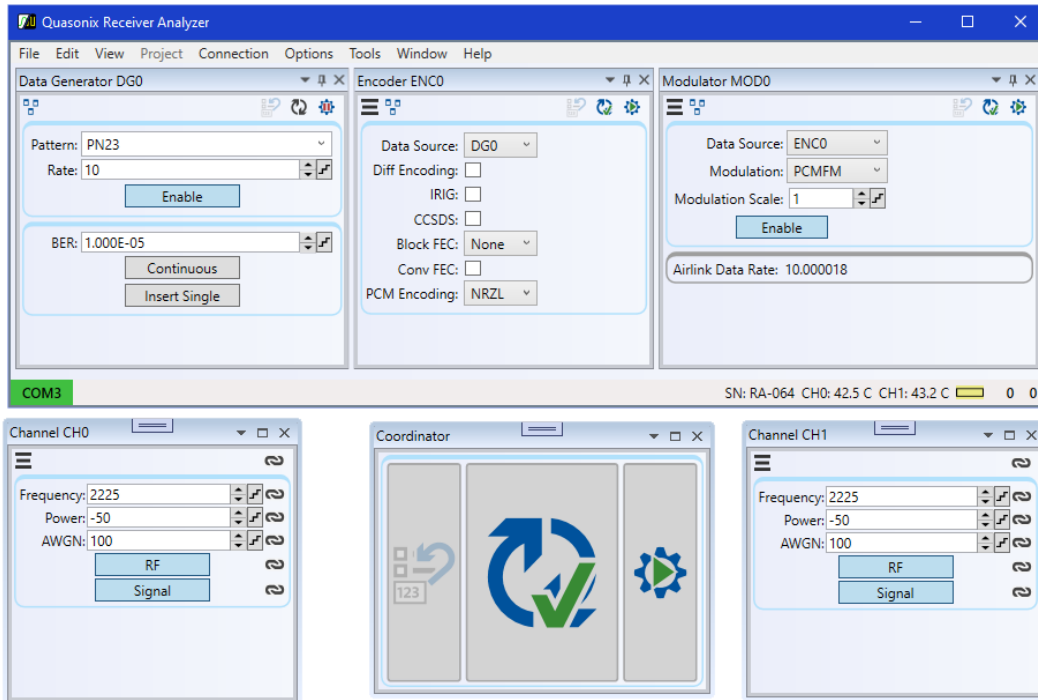 Quasonix Receiver Analyzer
File Edit View Project Connection Options Tools Window Help
Data Generator DG0
Pattern: PN23
Rate: 10
Enable
BER: 1.000E-05
Continuous
Insert Single
Encoder ENC0
Data Source: DG0
Diff Encoding:
IRIG:
CCSDS:
Block FEC: None
Conv FEC:
PCM Encoding: NRZL
Modulator MOD0
Data Source: ENC0
Modulation: PCMFM
Modulation Scale: 1
Enable
Airlink Data Rate: 10.000018
COM3
SN: RA-064 CH0: 42.5 C CH1: 43.2 C 0 0
Channel CH0
Frequency: 2225
Power: -50
AWGN: 100
RF
Signal
Coordinator
123
Channel CH1
Frequency: 2225
Power: -50
AWGN: 100
RF
Signal